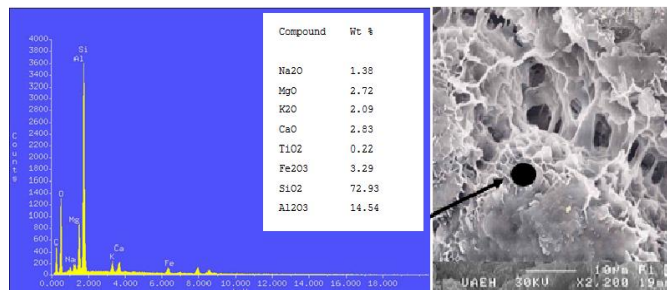 Si
Al
O
Mg
C
Na
K
Ca
Fe
Counts
4000
3800
3600
3400
3200
3000
2800
2600
2400
2200
2000
1800
1600
1400
1200
1000
800
600
400
200
0
0.000 2.000 4.000 6.000 8.000 10.000 12.000 14.000 16.000 18.000
Compound Wt %
Na2O 1.38
MgO 2.72
K2O 2.09
CaO 2.83
TiO2 0.22
Fe2O3 3.29
SiO2 72.93
Al2O3 14.54
10µm
UAEH 30KV X2,200 19m